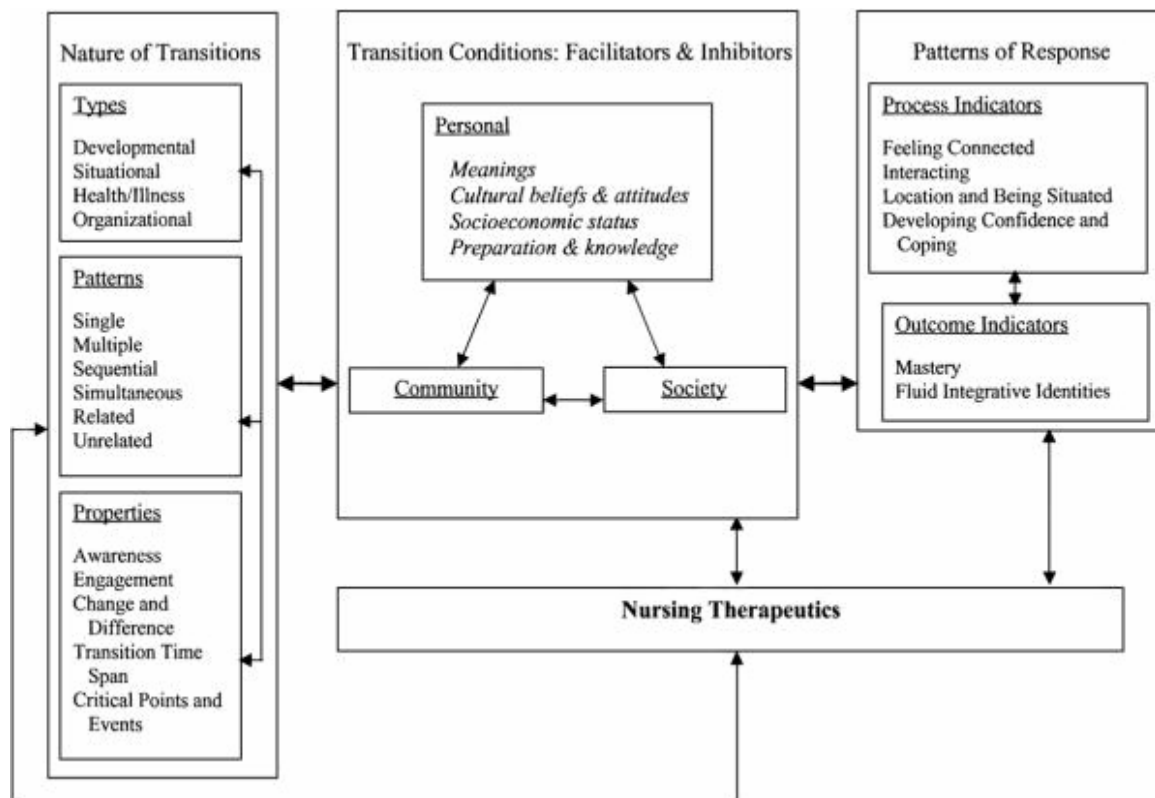 Nature of Transitions
Types
Developmental
Situational
Health/Illness
Organizational
Patterns
Single
Multiple
Sequential
Simultaneous
Related
Unrelated
Properties
Awareness
Engagement
Change and
Difference
Transition Time
Span
Critical Points and
Events
Transition Conditions: Facilitators & Inhibitors
Personal
Meanings
Cultural beliefs & attitudes
Socioeconomic status
Preparation & knowledge
Community
Society
Patterns of Response
Process Indicators
Feeling Connected
Interacting
Location and Being Situated
Developing Confidence and
Coping
Outcome Indicators
Mastery
Fluid Integrative Identities
Nursing Therapeutics